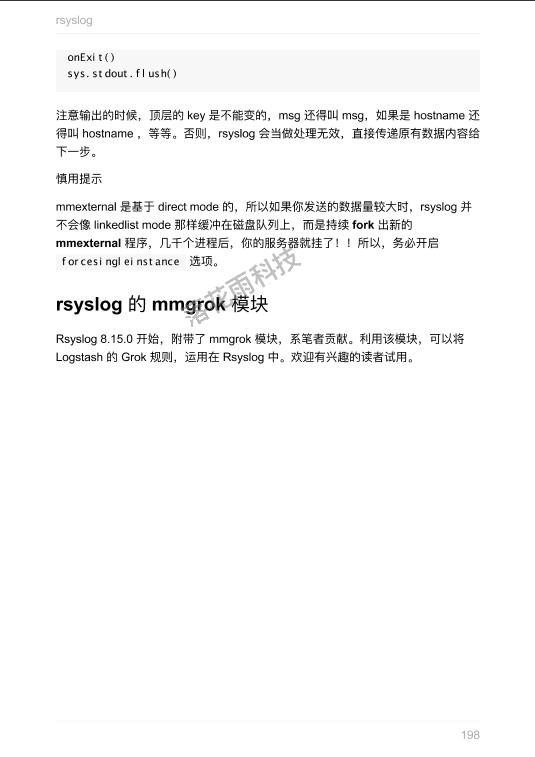 rsyslog
onExit()
sys.stdout.flush()
注意输出的时候，顶层的 key 是不能变的，msg 还得叫 msg，如果是 hostname 还
得叫 hostname ，等等。否则，rsyslog 会当做处理无效，直接传递原有数据内容给
下一步。
慎用提示
mmexternal 是基于 direct mode 的，所以如果你发送的数据量较大时，rsyslog 并
不会像 linkedlist mode 那样缓冲在磁盘队列上，而是持续 fork 出新的
mmexternal 程序，几千个进程后，你的服务器就挂了！！所以，务必开启
forcesingleinstance 选项。
落花雨科技
rsyslog 的 mmgrok 模块
Rsyslog 8.15.0 开始，附带了 mmgrok 模块，系笔者贡献。利用该模块，可以将
Logstash 的 Grok 规则，运用在 Rsyslog 中。欢迎有兴趣的读者试用。
198